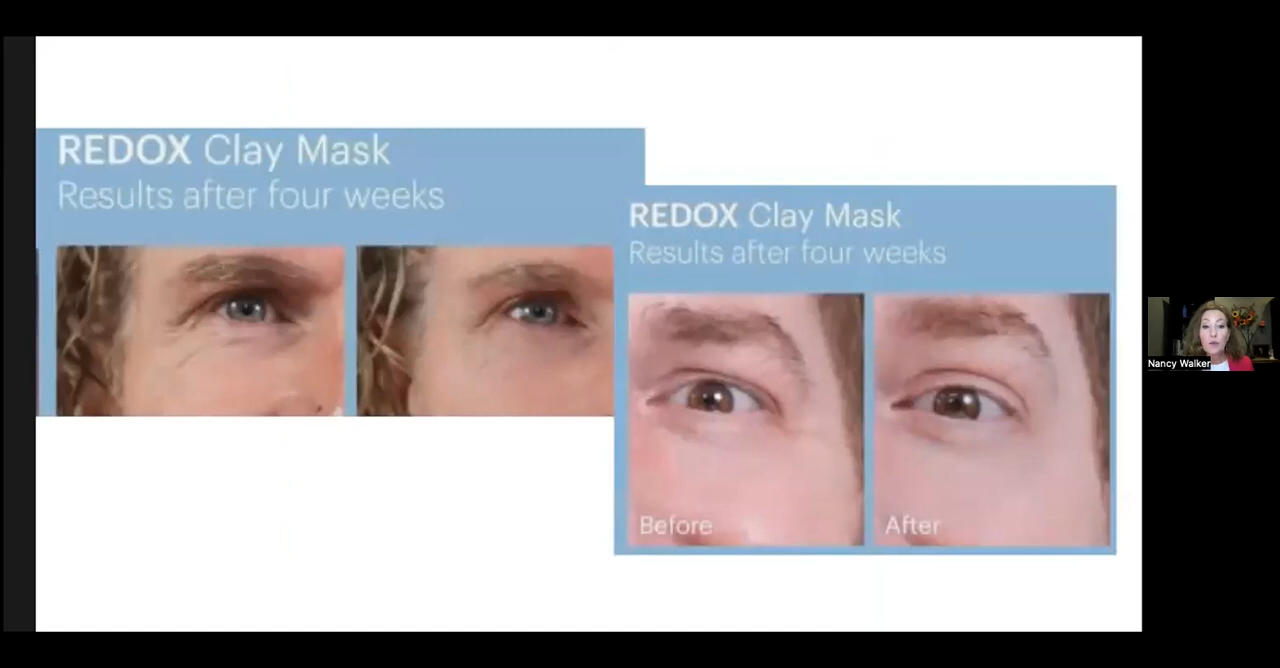 REDOX Clay Mask
Results after four weeks
REDOX Clay Mask
Results after four weeks
Before
After
Nancy Walker